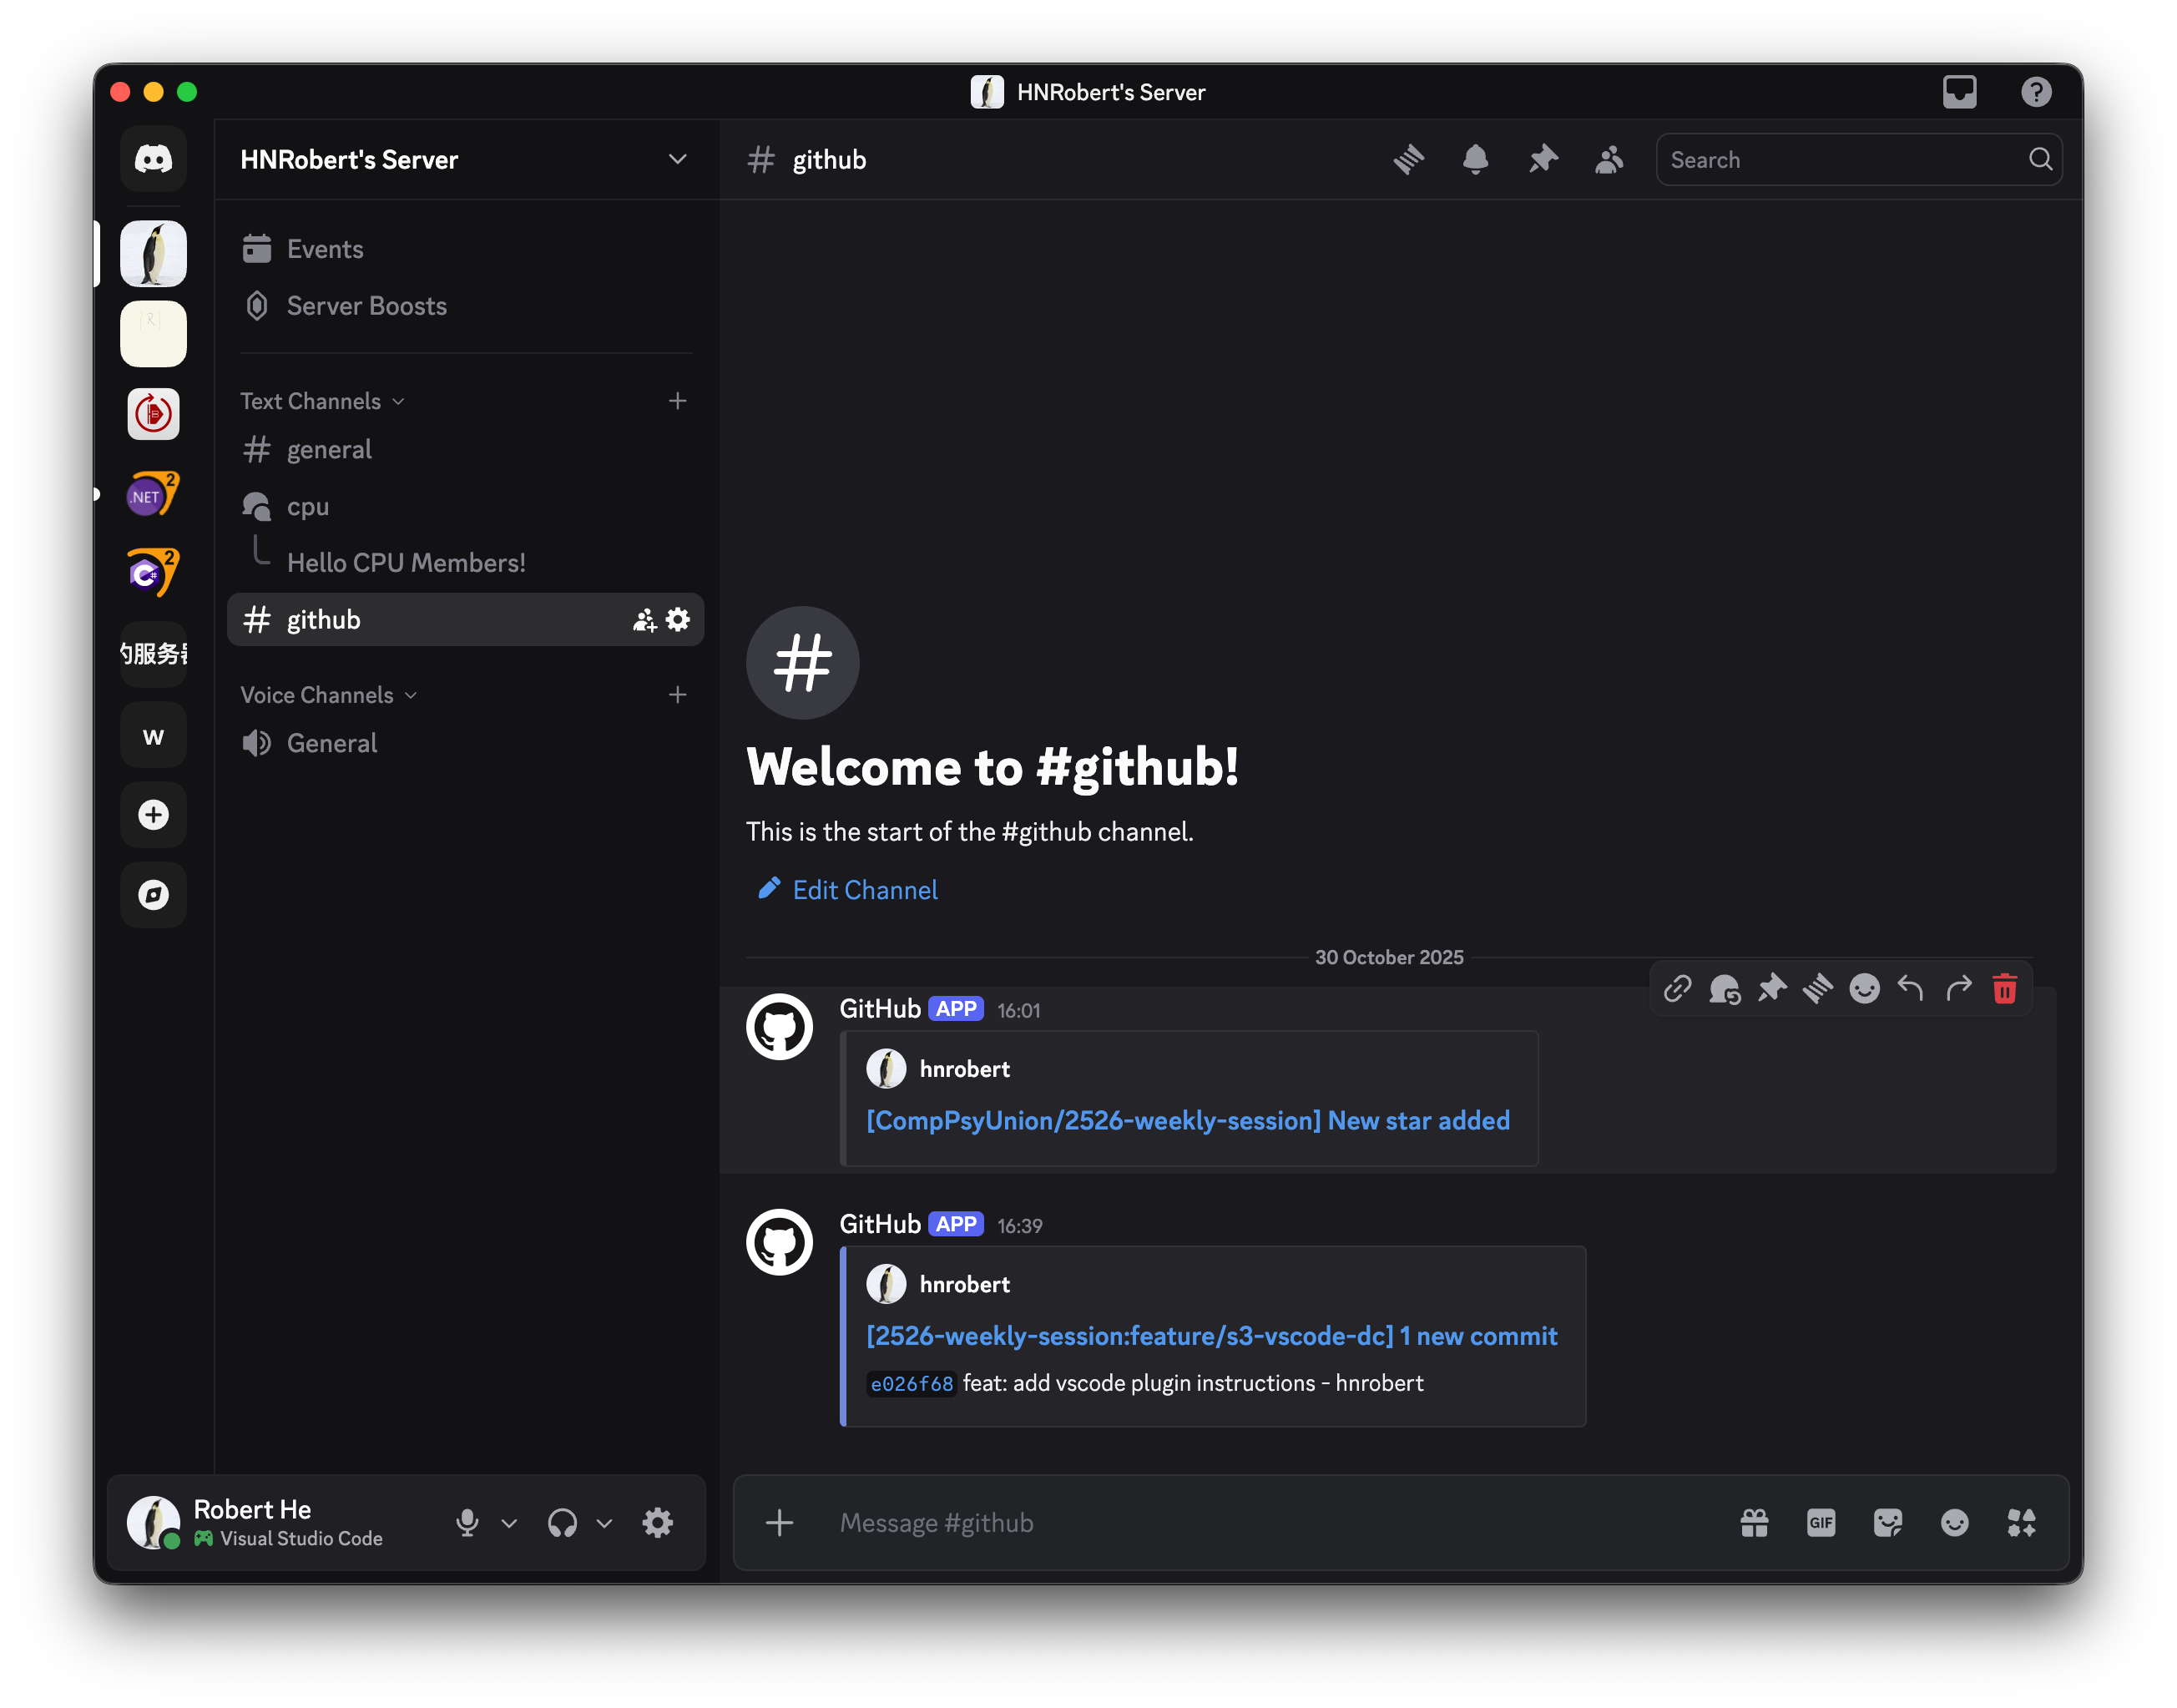 HNRobert's Server
HNRobert's Server
Events
Server Boosts
Text Channels
general
cpu
Hello CPU Members!
github
Voice Channels
General
.NET 2
C# 2
的服务
W
Robert He
Visual Studio Code
github
Search
Welcome to #github!
This is the start of the #github channel.
Edit Channel
30 October 2025
GitHub APP 16:01
hnrobert
[CompPsyUnion/2526-weekly-session] New star added
GitHub APP 16:39
hnrobert
[2526-weekly-session:feature/s3-vscode-dc] 1 new commit
e026f68 feat: add vscode plugin instructions - hnrobert
Message #github
GIF